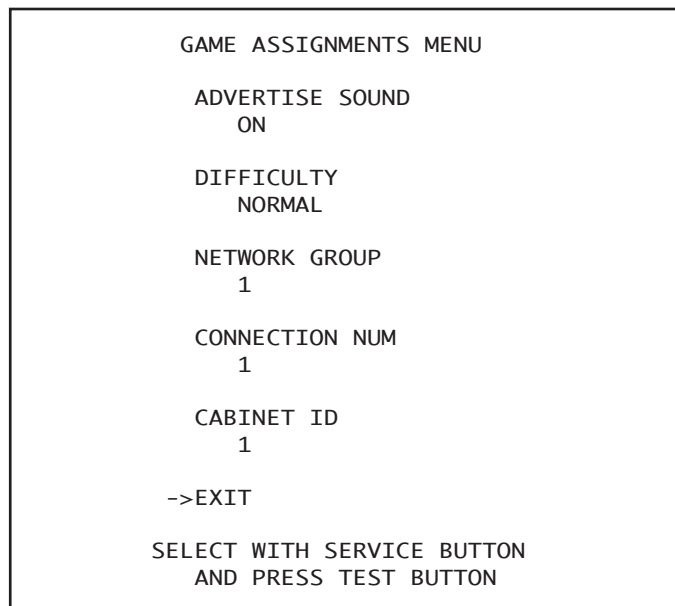 GAME ASSIGNMENTS MENU
ADVERTISE SOUND
ON
DIFFICULTY
NORMAL
NETWORK GROUP
1
CONNECTION NUM
1
CABINET ID
1
->EXIT
SELECT WITH SERVICE BUTTON
AND PRESS TEST BUTTON